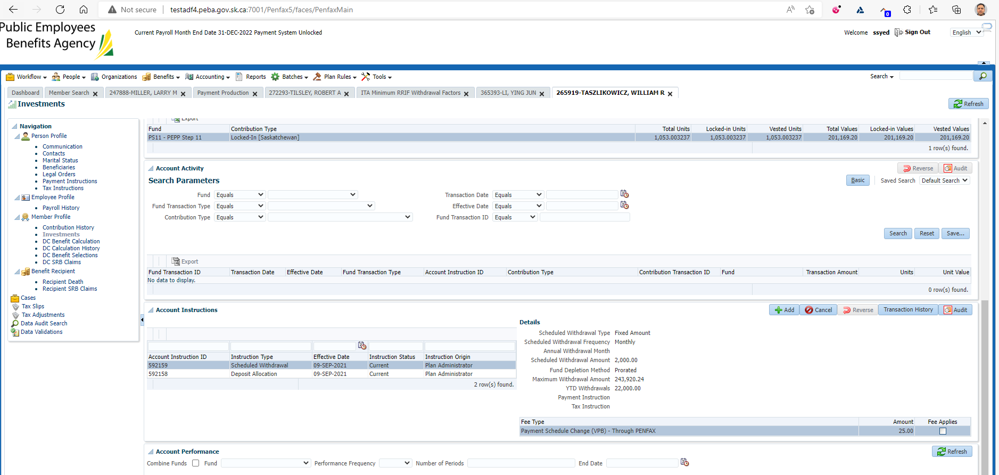 Not secure | testadf4.peba.gov.sk.ca:7001/Penfax5/faces/PenfaxMain
0
Public Employees
Benefits Agency
Current Payroll Month End Date 31-DEC-2022 Payment System Unlocked
Welcome ssyed Sign Out English
Workflow People Organizations Benefits Accounting Reports Batches Plan Rules Tools Search
Dashboard Member Search 247888-MILLER, LARRY M Payment Production 272293-TILSLEY, ROBERT A ITA Minimum RRIF Withdrawal Factors 365393-LI, YING JUN 265919-TASZLIKOWICZ, WILLIAM R
Investments Refresh
Navigation
Person Profile
Communication
Contacts
Marital Status
Beneficiaries
Legal Orders
Payment Instructions
Tax Instructions
Employee Profile
Payroll History
Member Profile
Contribution History
Investments
DC Benefit Calculation
DC Calculation History
DC Benefit Selections
DC SRB Claims
Benefit Recipient
Recipient Death
Recipient SRB Claims
Cases
Tax Slips
Tax Adjustments
Data Audit Search
Data Validations
Export
Fund Contribution Type Total Units Locked-in Units Vested Units Total Values Locked-in Values Vested Values
PS11 - PEPP Step 11 Locked-In [Saskatchewan] 1,053.003237 1,053.003237 1,053.003237 201,169.20 201,169.20 201,169.20
1 row(s) found.
Account Activity Reverse Audit
Search Parameters Basic Saved Search Default Search
Fund Equals Transaction Date Equals
Fund Transaction Type Equals Effective Date Equals
Contribution Type Equals Fund Transaction ID Equals
Search Reset Save...
Export
Fund Transaction ID Transaction Date Effective Date Fund Transaction Type Account Instruction ID Contribution Type Contribution Transaction ID Fund Transaction Amount Units Unit Value
No data to display.
0 row(s) found.
Account Instructions Add Cancel Reverse Transaction History Audit
Account Instruction ID Instruction Type Effective Date Instruction Status Instruction Origin
592159 Scheduled Withdrawal 09-SEP-2021 Current Plan Administrator
592158 Deposit Allocation 09-SEP-2021 Current Plan Administrator
2 row(s) found.
Details
Scheduled Withdrawal Type Fixed Amount
Scheduled Withdrawal Frequency Monthly
Annual Withdrawal Month
Scheduled Withdrawal Amount 2,000.00
Fund Depletion Method Prorated
Maximum Withdrawal Amount 243,920.24
YTD Withdrawals 22,000.00
Payment Instruction
Tax Instruction
Fee Type Amount Fee Applies
Payment Schedule Change (VPB) - Through PENFAX 25.00
Account Performance Refresh
Combine Funds Fund Performance Frequency Number of Periods End Date